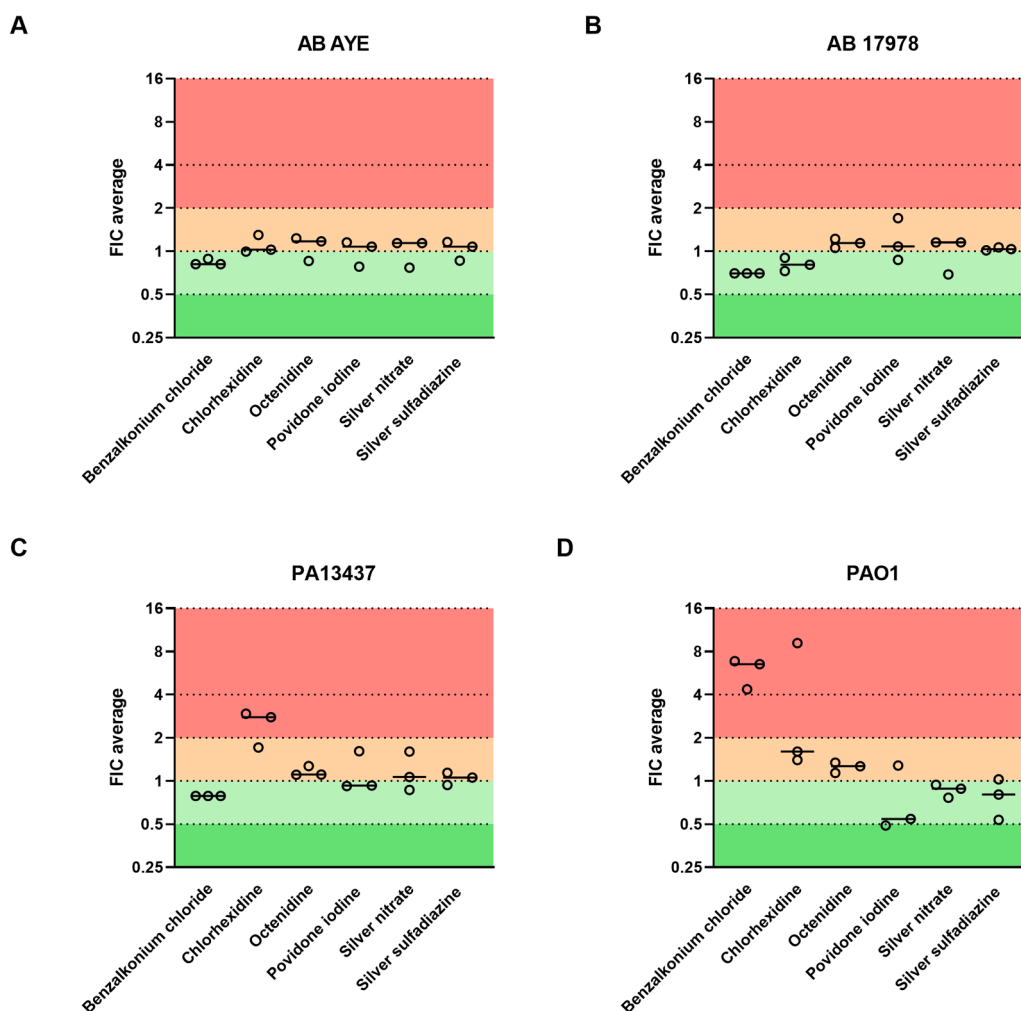 A
AB AYE
FIC average
16
8
4
2
1
0.5
0.25
Benzalkonium chloride
Chlorhexidine
Octenidine
Povidone iodine
Silver nitrate
Silver sulfadiazine
B
AB 17978
FIC average
16
8
4
2
1
0.5
0.25
Benzalkonium chloride
Chlorhexidine
Octenidine
Povidone iodine
Silver nitrate
Silver sulfadiazine
C
PA13437
FIC average
16
8
4
2
1
0.5
0.25
Benzalkonium chloride
Chlorhexidine
Octenidine
Povidone iodine
Silver nitrate
Silver sulfadiazine
D
PAO1
FIC average
16
8
4
2
1
0.5
0.25
Benzalkonium chloride
Chlorhexidine
Octenidine
Povidone iodine
Silver nitrate
Silver sulfadiazine